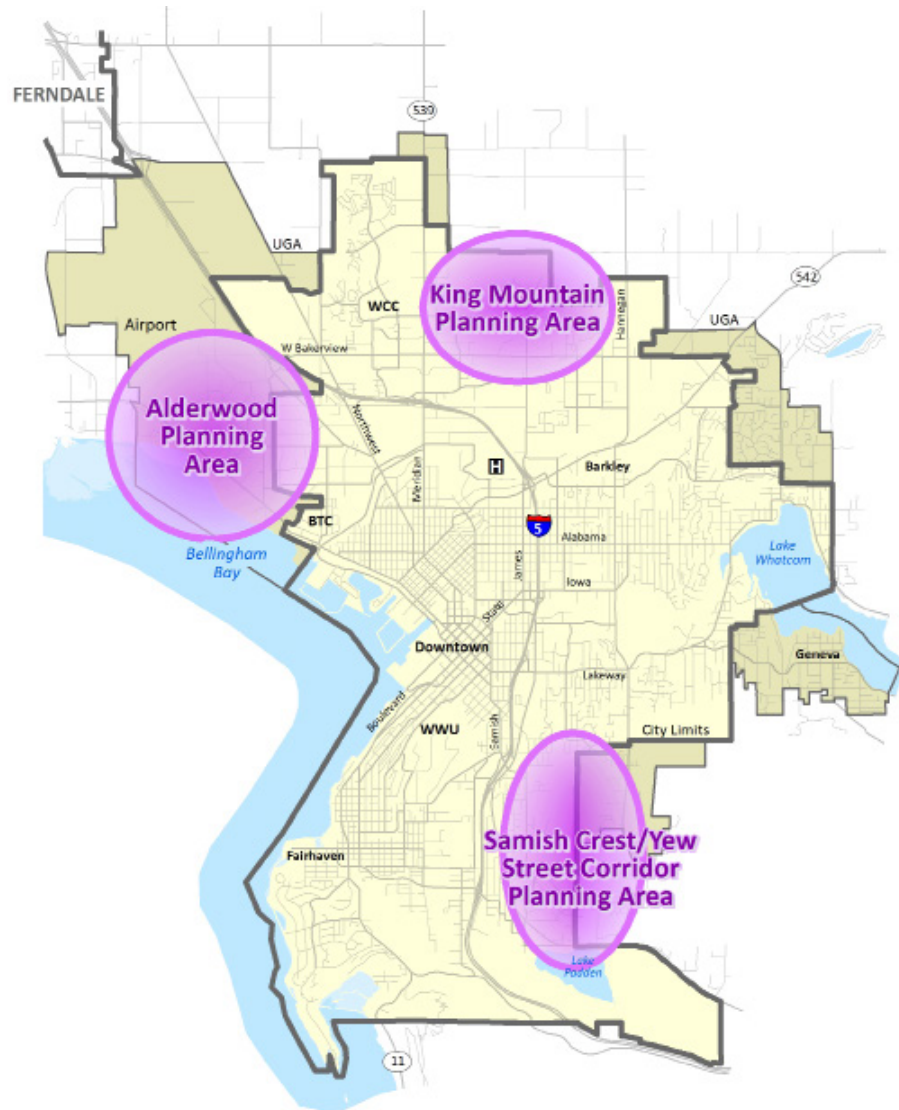 FERNDALE
539
UGA
542
WCC
King Mountain
Planning Area
Hannegan
UGA
Airport
W Bakerview
Alderwood
Planning
Area
Northwest
Meridian
H
Barkley
BTC
5
Alabama
Bellingham
Bay
James
Lake
Whatcom
Iowa
State
Downtown
Geneva
Lakeway
Boulevard
WWU
Samish
City Limits
Samish Crest/Yew
Street Corridor
Planning Area
Fairhaven
Lake
Padden
11